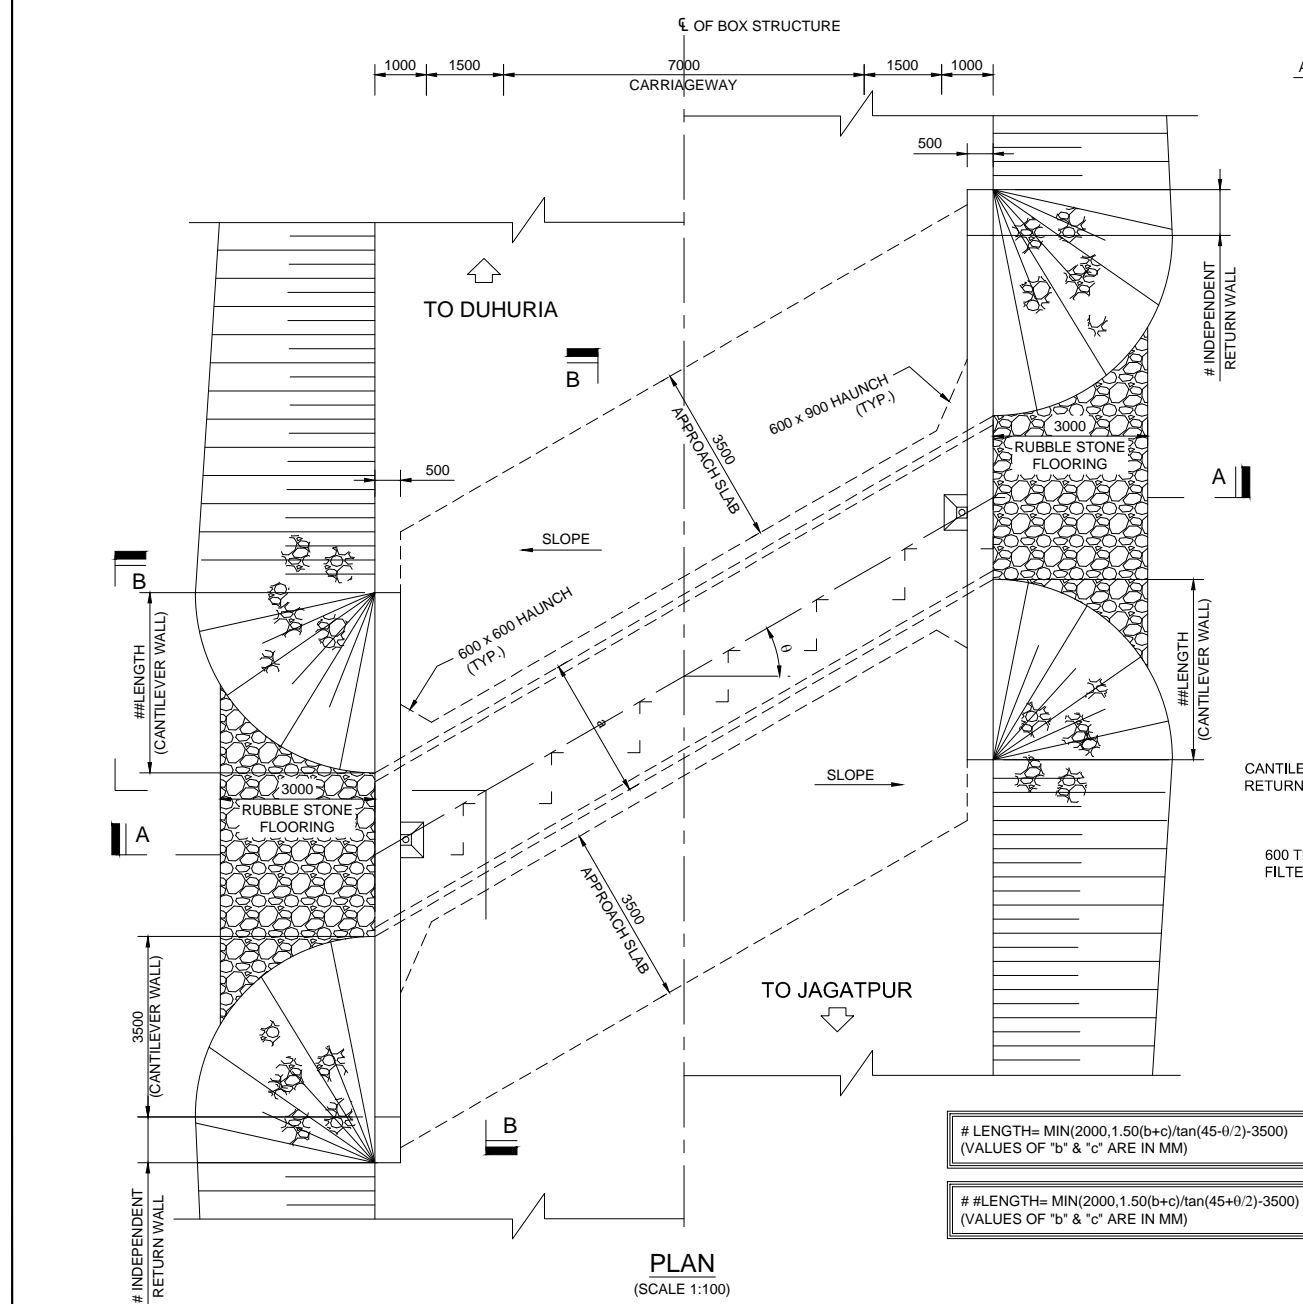 ℄ OF BOX STRUCTURE
1000 1500 7000 1500 1000
CARRIAGEWAY
500
TO DUHURIA
B
# INDEPENDENT
RETURN WALL
600 x 900 HAUNCH
(TYP.)
3500
APPROACH SLAB
3000
RUBBLE STONE
FLOORING
500
A
SLOPE
B
600 x 600 HAUNCH
(TYP.)
##LENGTH
(CANTILEVER WALL)
θ
##LENGTH
(CANTILEVER WALL)
a
SLOPE
CANTILE
RETURN
3000
RUBBLE STONE
FLOORING
A
600 T
FILTE
3500
APPROACH SLAB
3500
(CANTILEVER WALL)
TO JAGATPUR
B
# LENGTH= MIN(2000,1.50(b+c)/tan(45-θ/2)-3500)
(VALUES OF "b" & "c" ARE IN MM)
# #LENGTH= MIN(2000,1.50(b+c)/tan(45+θ/2)-3500)
(VALUES OF "b" & "c" ARE IN MM)
# INDEPENDENT
RETURN WALL
PLAN
(SCALE 1:100)